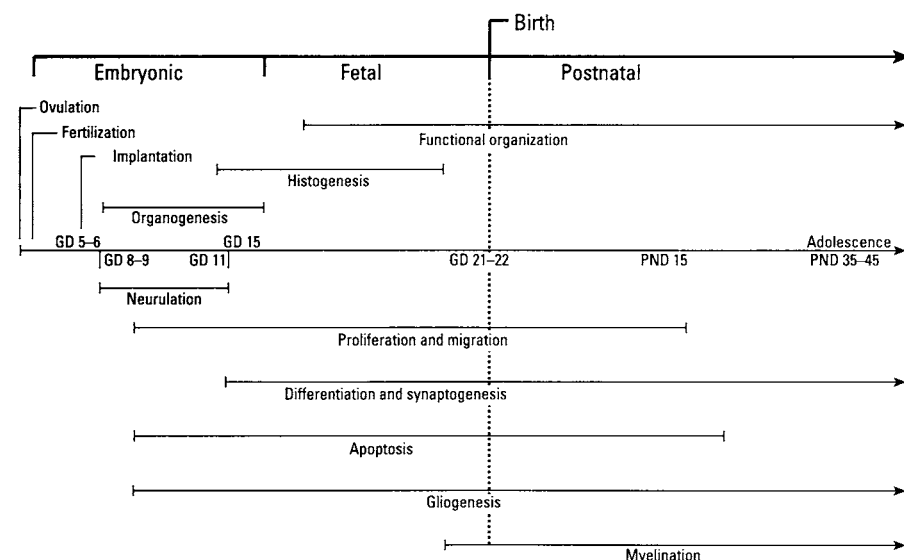 Birth
Embryonic Fetal Postnatal
Ovulation
Fertilization
Functional organization
Implantation
Histogenesis
Organogenesis
GD 5–6 GD 15 Adolescence
GD 8–9 GD 11 GD 21–22 PND 15 PND 35–45
Neurulation
Proliferation and migration
Differentiation and synaptogenesis
Apoptosis
Gliogenesis
Myelination